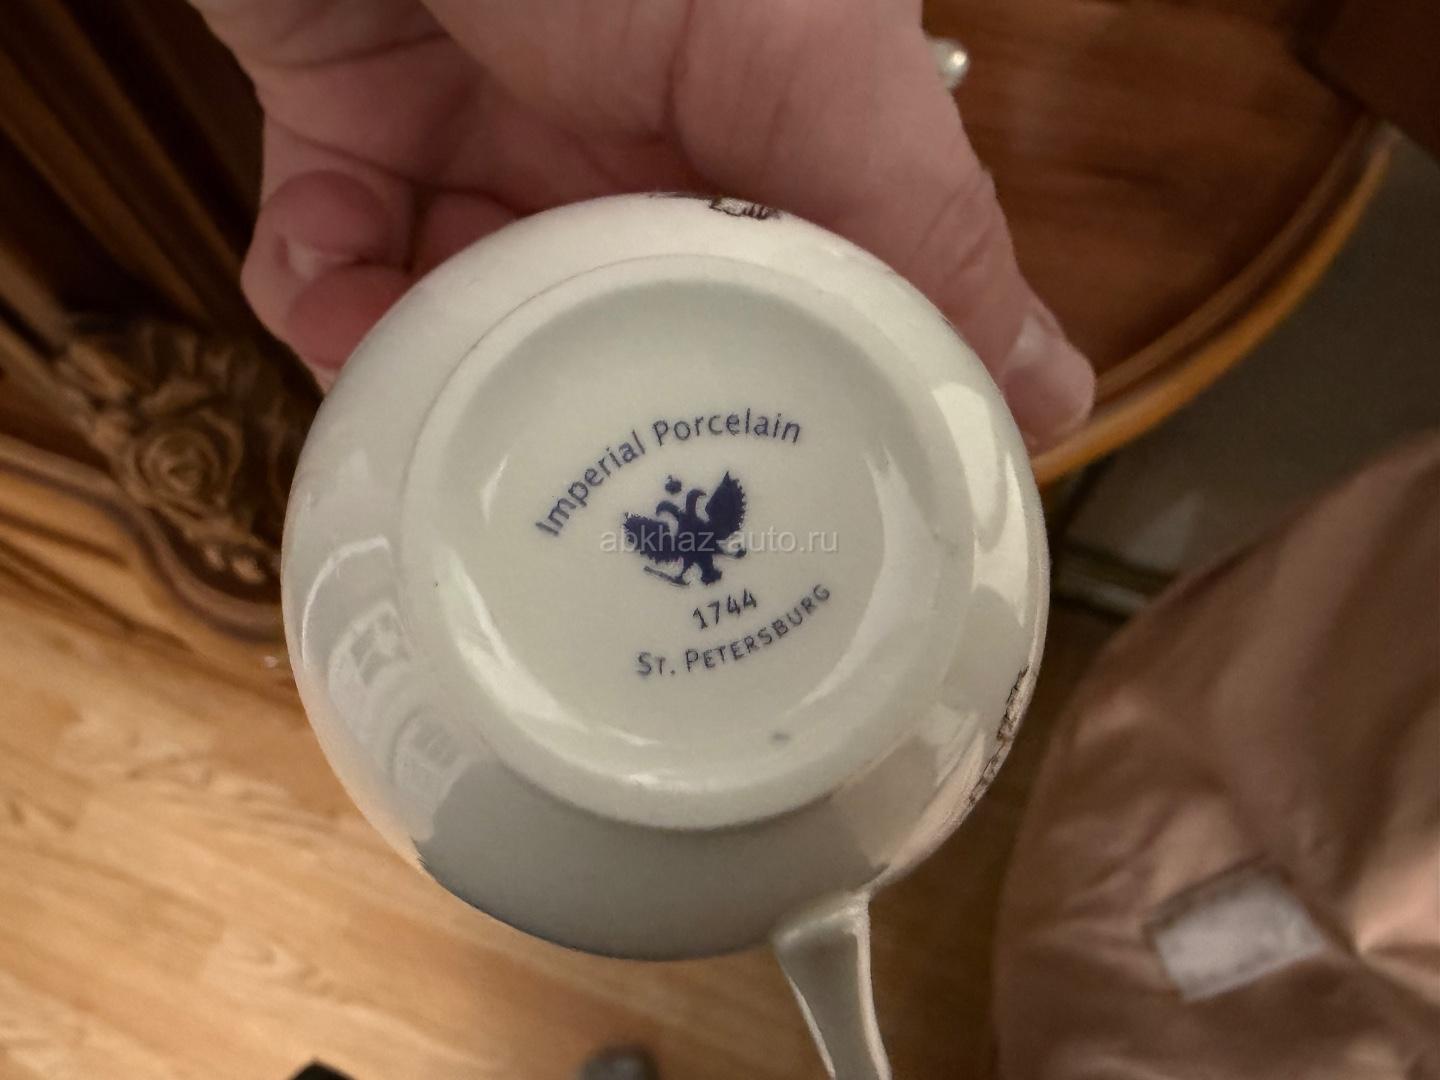 Imperial Porcelain
abkhaz-auto.ru
1744
ST. PETERSBURG